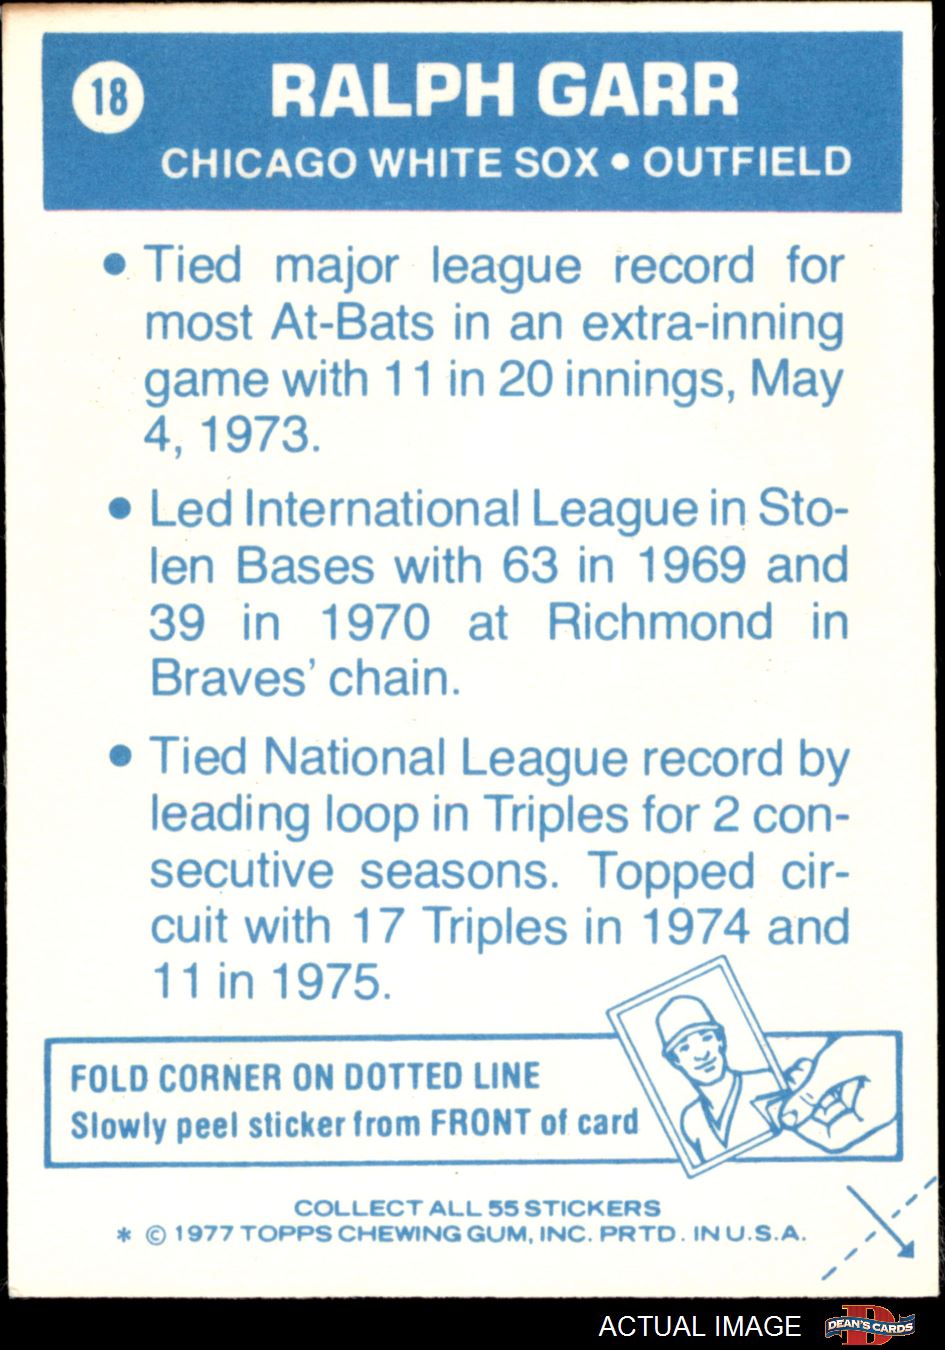 18
RALPH GARR
CHICAGO WHITE SOX • OUTFIELD
• Tied major league record for
most At-Bats in an extra-inning
game with 11 in 20 innings, May
4, 1973.
• Led International League in Sto-
len Bases with 63 in 1969 and
39 in 1970 at Richmond in
Braves' chain.
• Tied National League record by
leading loop in Triples for 2 con-
secutive seasons. Topped cir-
cuit with 17 Triples in 1974 and
11 in 1975.
FOLD CORNER ON DOTTED LINE
Slowly peel sticker from FRONT of card
COLLECT ALL 55 STICKERS
* © 1977 TOPPS CHEWING GUM, INC. PRTD. IN U.S.A.
ACTUAL IMAGE
D
DEAN'S CARDS